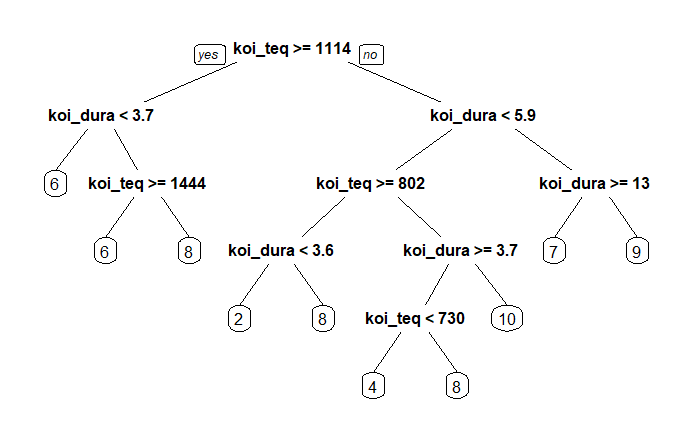 yes koi_teq >= 1114 no
koi_dura < 3.7 koi_dura < 5.9
6 koi_teq >= 1444 koi_teq >= 802 koi_dura >= 13
6 8 koi_dura < 3.6 koi_dura >= 3.7 7 9
2 8 koi_teq < 730 10
4 8